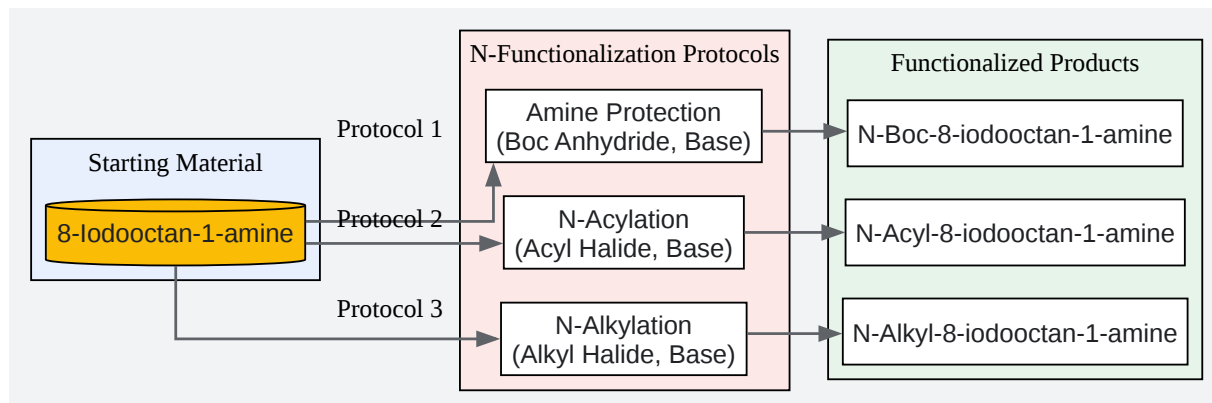 Starting Material
8-Iodooctan-1-amine
Protocol 1
Protocol 2
Protocol 3
N-Functionalization Protocols
Amine Protection
(Boc Anhydride, Base)
N-Acylation
(Acyl Halide, Base)
N-Alkylation
(Alkyl Halide, Base)
Functionalized Products
N-Boc-8-iodooctan-1-amine
N-Acyl-8-iodooctan-1-amine
N-Alkyl-8-iodooctan-1-amine